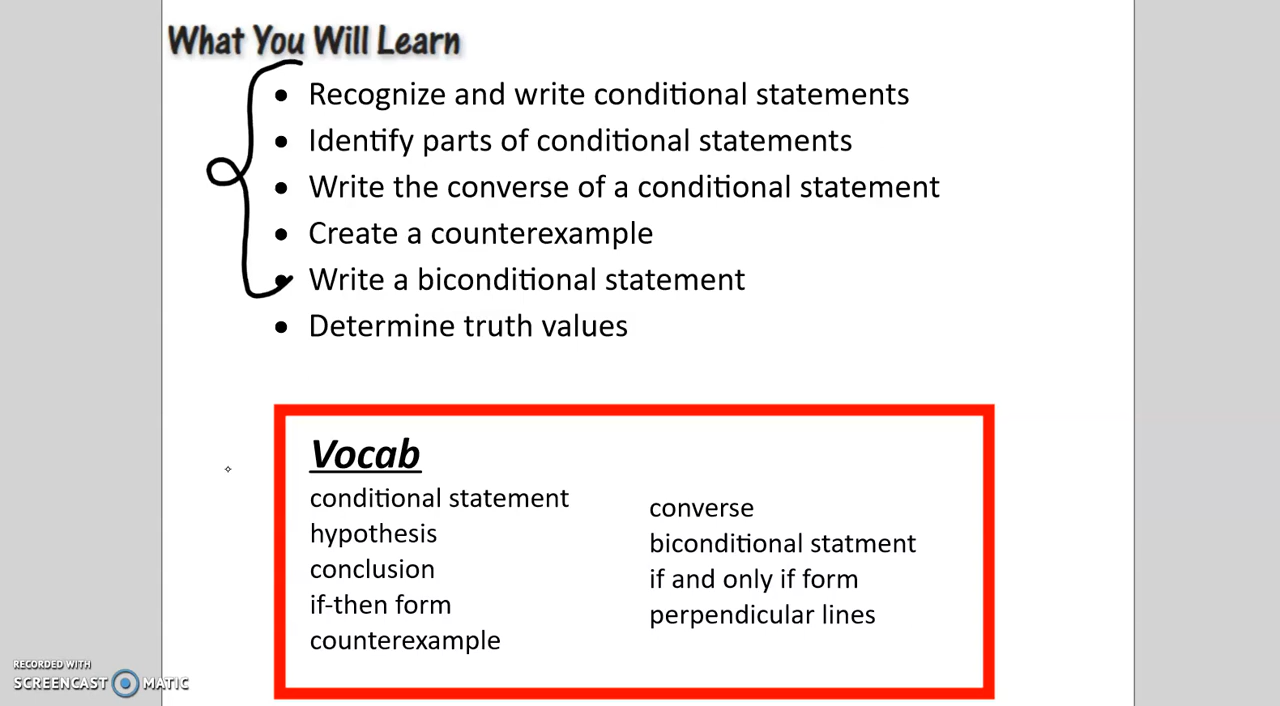 What You Will Learn
• Recognize and write conditional statements
• Identify parts of conditional statements
• Write the converse of a conditional statement
• Create a counterexample
• Write a biconditional statement
• Determine truth values
Vocab
conditional statement
hypothesis
conclusion
if-then form
counterexample
converse
biconditional statment
if and only if form
perpendicular lines
RECORDED WITH
SCREENCAST MATIC